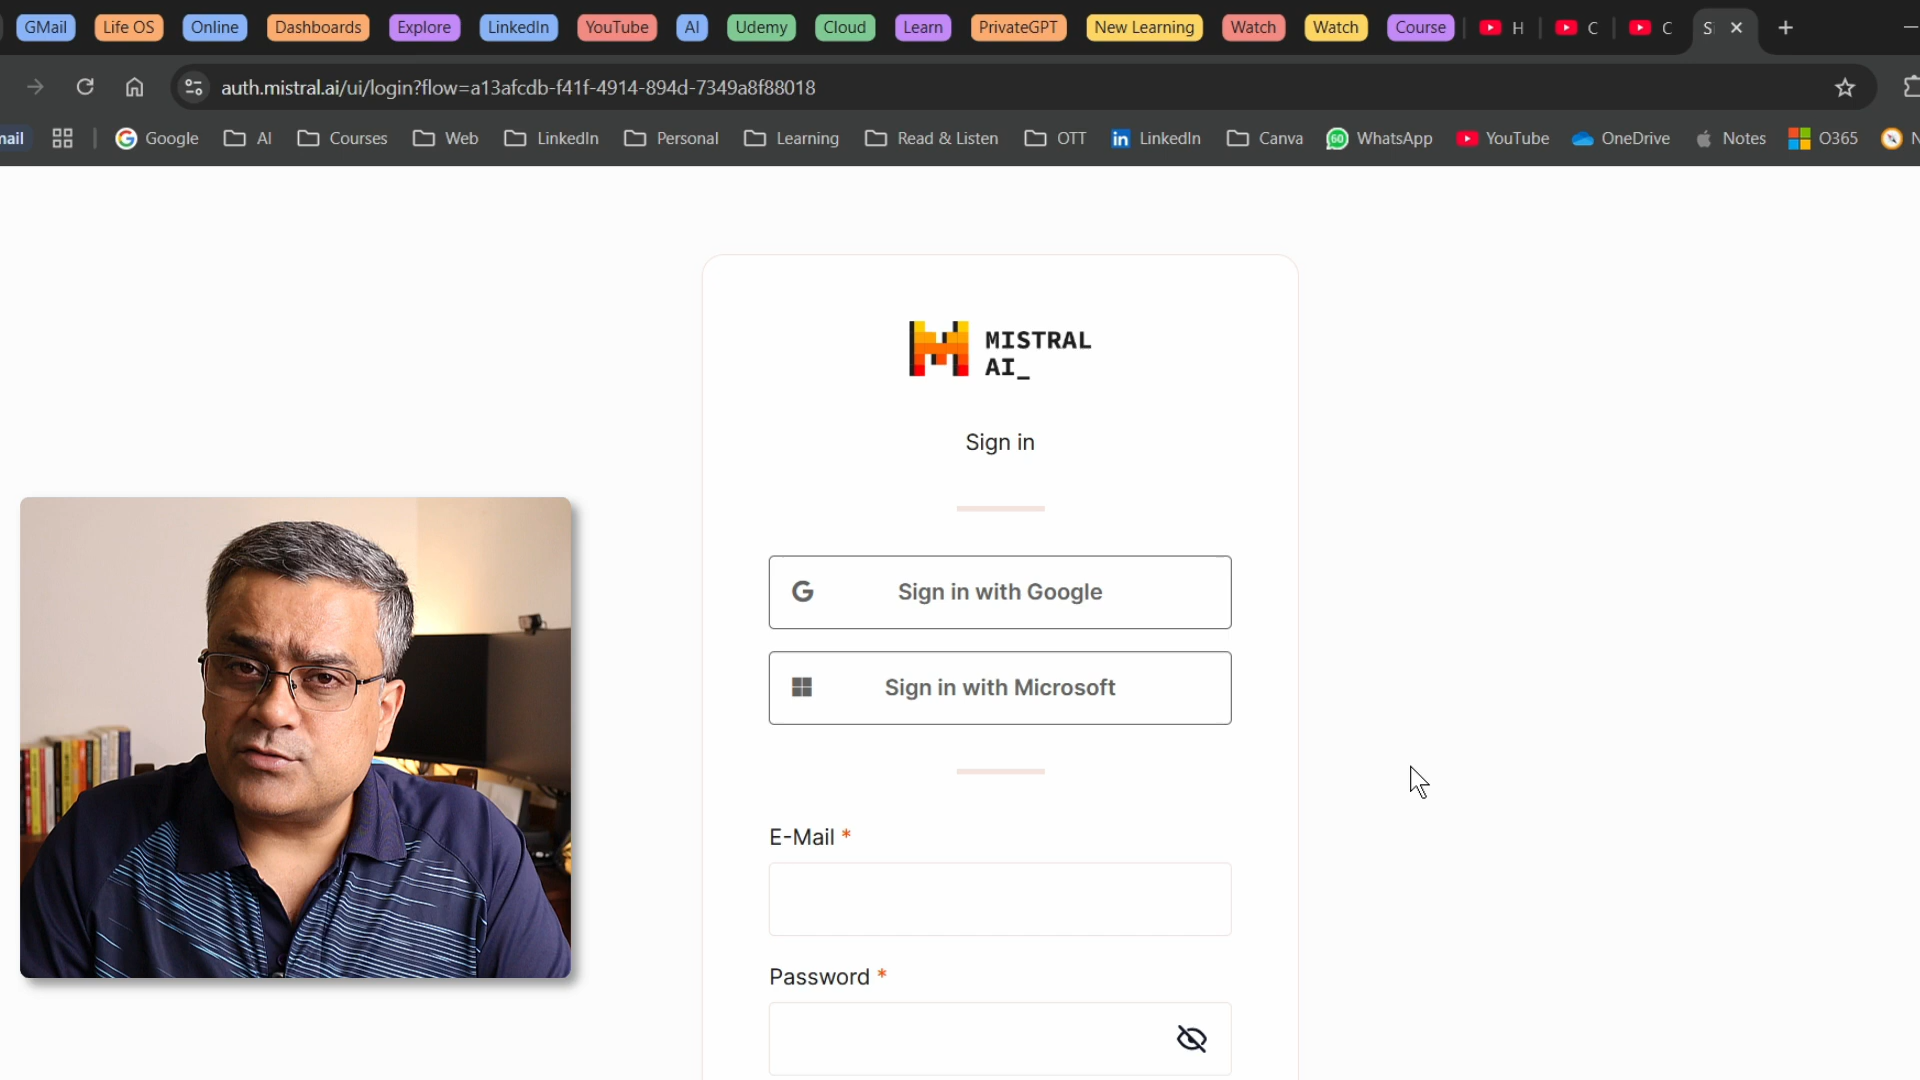 GMail Life OS Online Dashboards Explore LinkedIn YouTube AI Udemy Cloud Learn PrivateGPT New Learning Watch Watch Course H C C S
auth.mistral.ai/ui/login?flow=a13afcdb-f41f-4914-894d-7349a8f88018
Google AI Courses Web LinkedIn Personal Learning Read & Listen OTT LinkedIn Canva WhatsApp YouTube OneDrive Notes O365
MISTRAL
AI_
Sign in
Sign in with Google
Sign in with Microsoft
E-Mail *
Password *